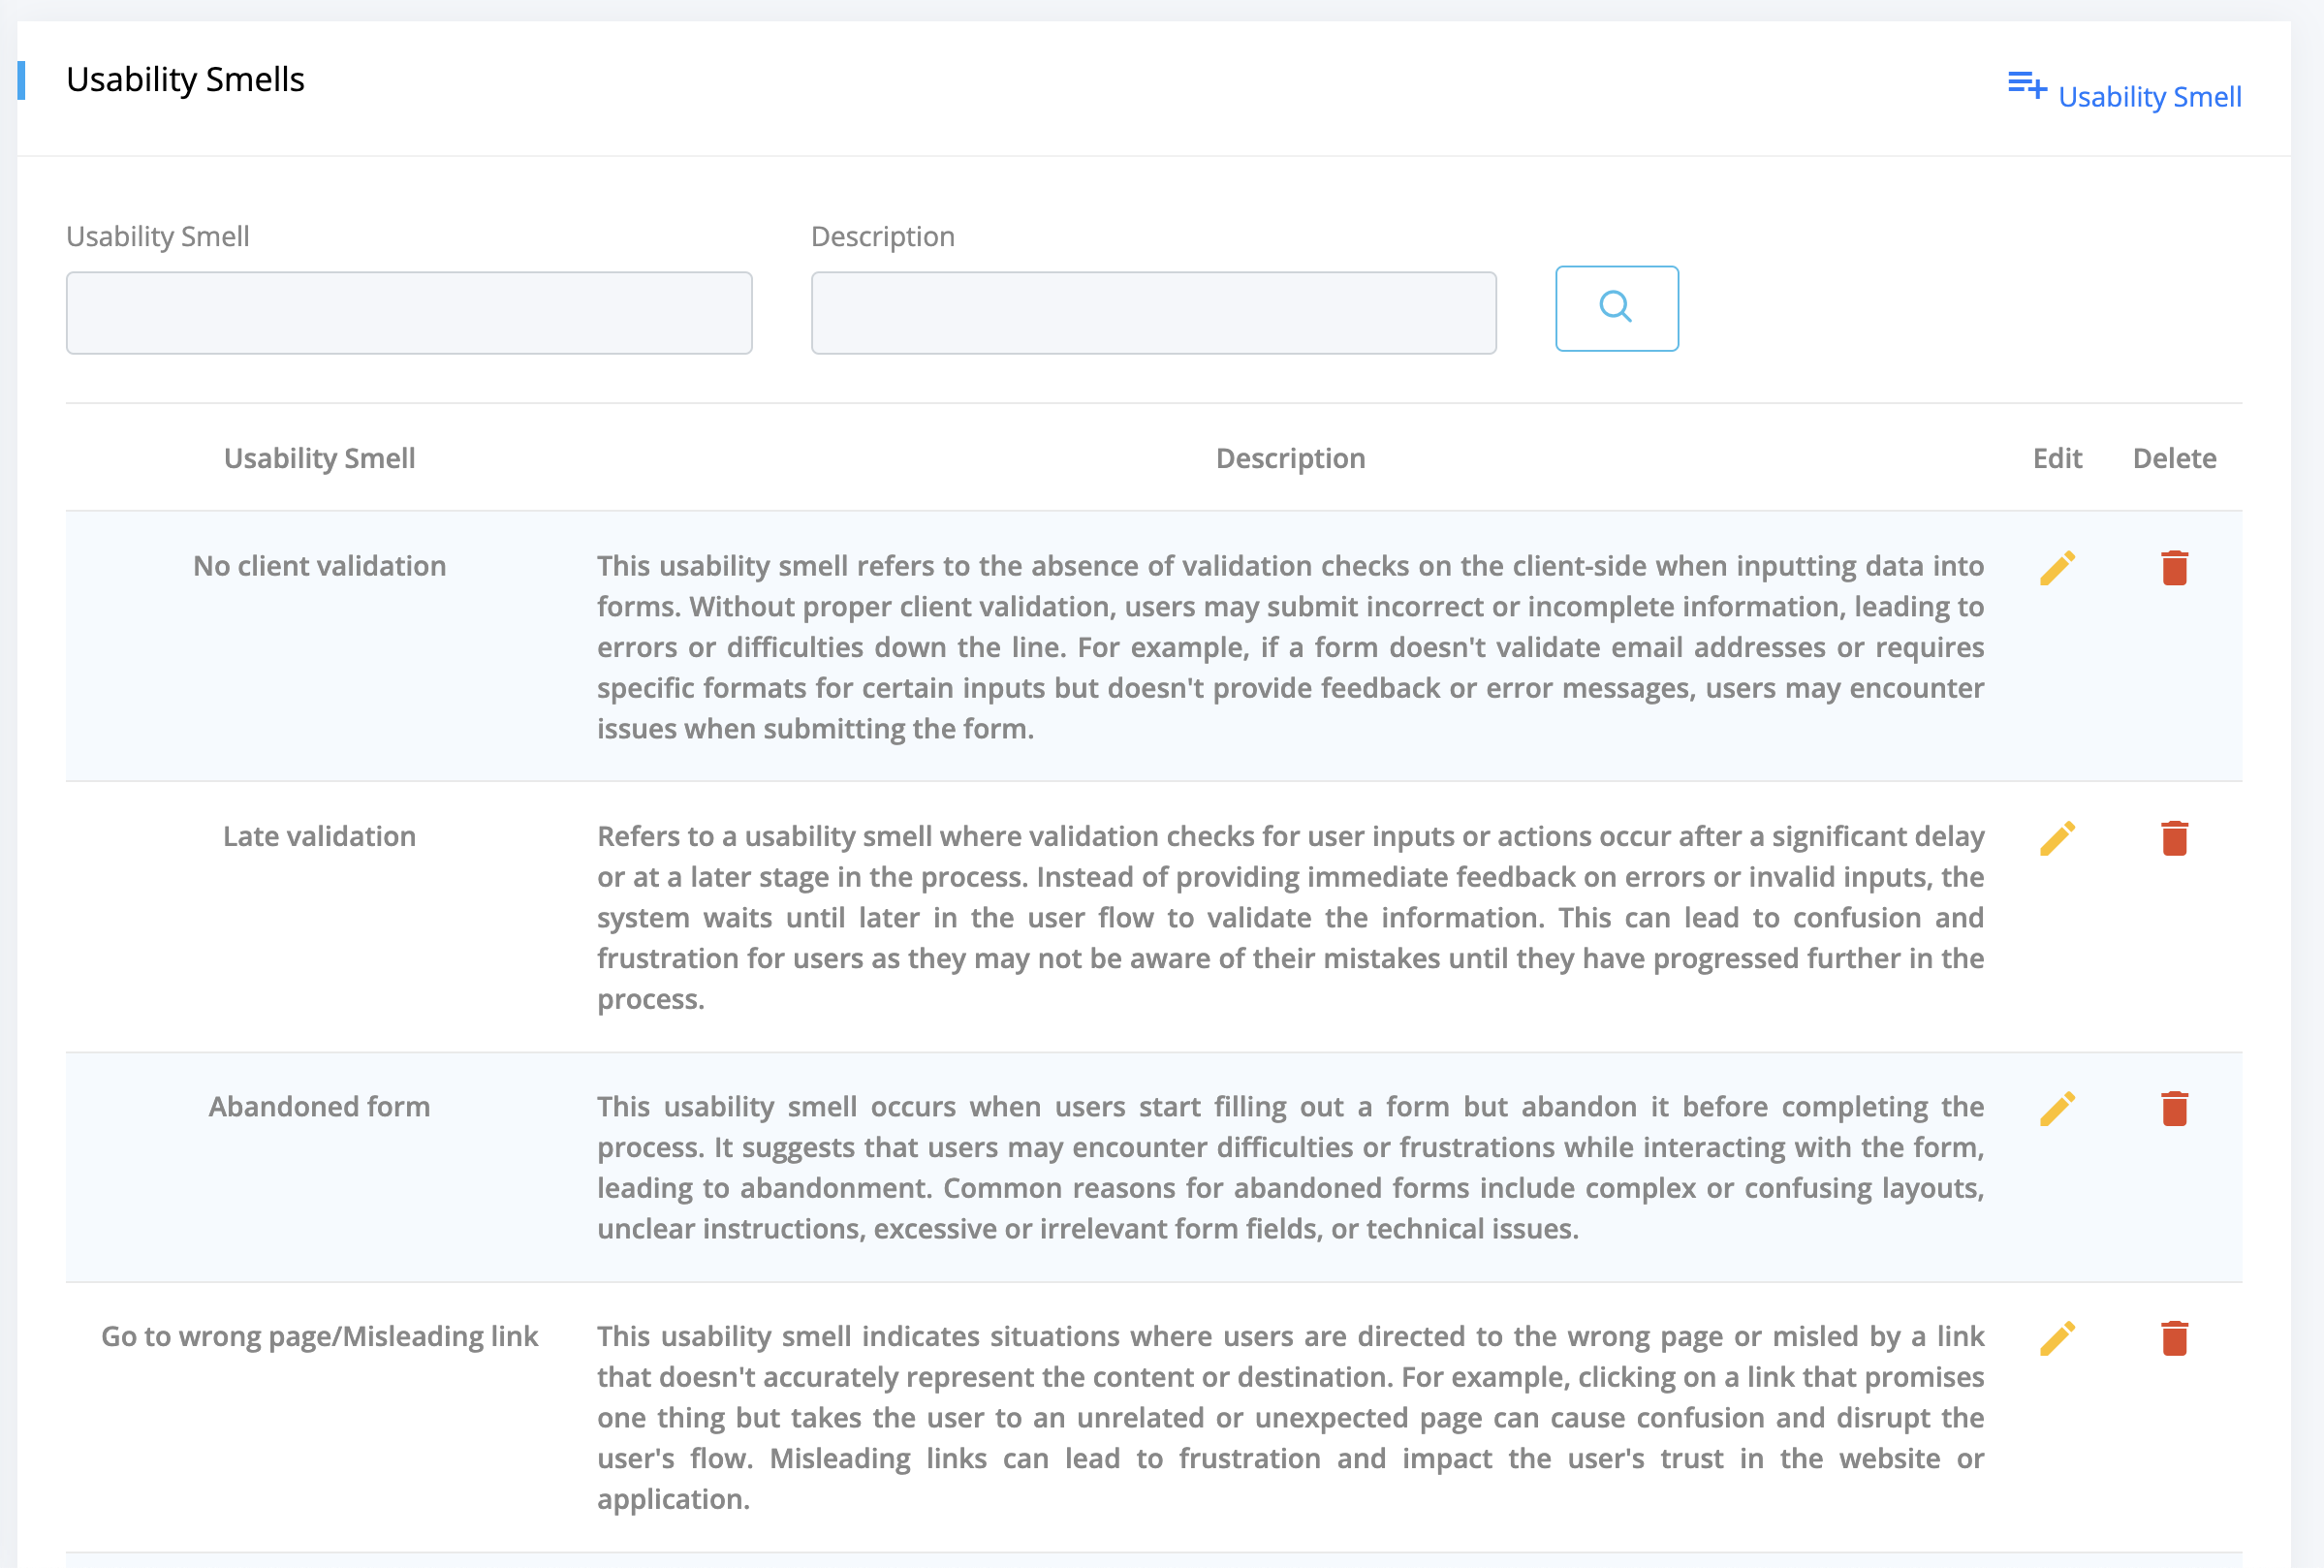 Usability Smells
Usability Smell
Usability Smell
Description
Usability Smell
Description
Edit
Delete
No client validation
This usability smell refers to the absence of validation checks on the client-side when inputting data into
forms. Without proper client validation, users may submit incorrect or incomplete information, leading to
errors or difficulties down the line. For example, if a form doesn't validate email addresses or requires
specific formats for certain inputs but doesn't provide feedback or error messages, users may encounter
issues when submitting the form.
Late validation
Refers to a usability smell where validation checks for user inputs or actions occur after a significant delay
or at a later stage in the process. Instead of providing immediate feedback on errors or invalid inputs, the
system waits until later in the user flow to validate the information. This can lead to confusion and
frustration for users as they may not be aware of their mistakes until they have progressed further in the
process.
Abandoned form
This usability smell occurs when users start filling out a form but abandon it before completing the
process. It suggests that users may encounter difficulties or frustrations while interacting with the form,
leading to abandonment. Common reasons for abandoned forms include complex or confusing layouts,
unclear instructions, excessive or irrelevant form fields, or technical issues.
Go to wrong page/Misleading link
This usability smell indicates situations where users are directed to the wrong page or misled by a link
that doesn't accurately represent the content or destination. For example, clicking on a link that promises
one thing but takes the user to an unrelated or unexpected page can cause confusion and disrupt the
user's flow. Misleading links can lead to frustration and impact the user's trust in the website or
application.